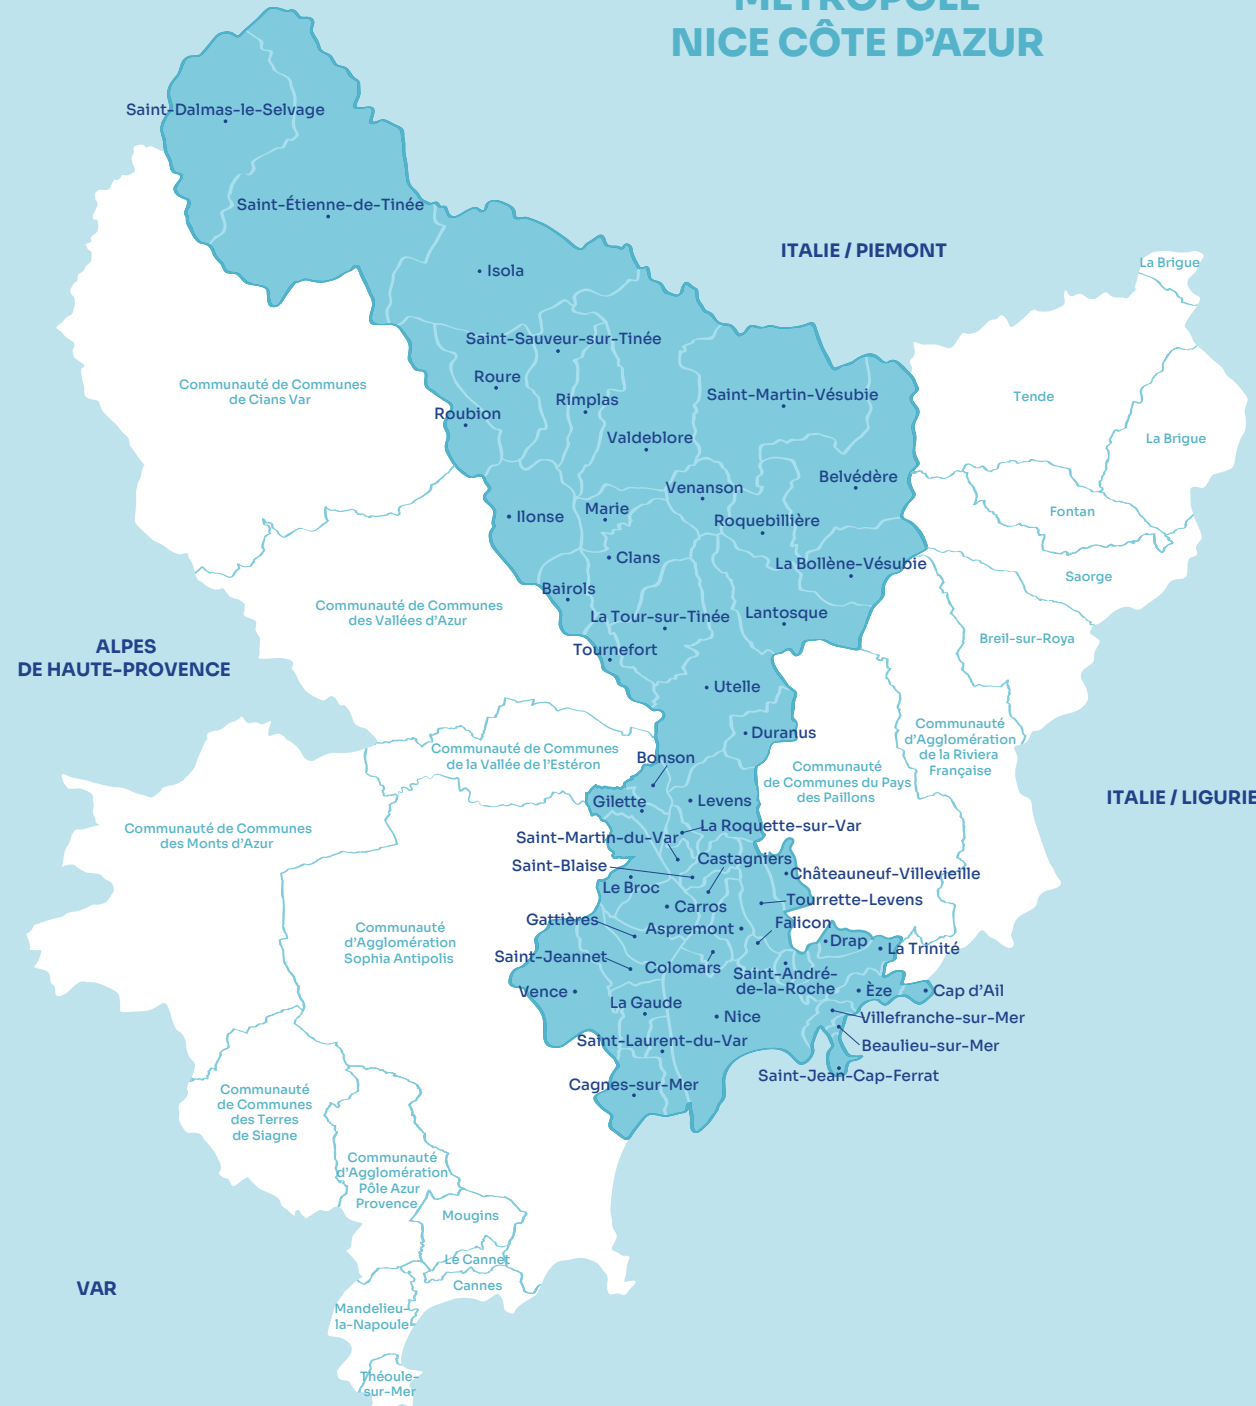 MÉTROPOLE
NICE CÔTE D’AZUR
Saint-Dalmas-le-Selvage
Saint-Étienne-de-Tinée
ITALIE / PIEMONT
La Brigue
Isola
Saint-Sauveur-sur-Tinée
Roure
Communauté de Communes
de Cians Var
Rimplas
Saint-Martin-Vésubie
Tende
Roubion
Valdeblore
La Brigue
Belvédère
Venanson
Marie
Ilonse
Roquebillière
Fontan
Clans
La Bollène-Vésubie
Saorge
Bairols
Communauté de Communes
des Vallées d’Azur
La Tour-sur-Tinée
Lantosque
Breil-sur-Roya
ALPES
DE HAUTE-PROVENCE
Tournefort
Utelle
Duranus
Communauté
d’Agglomération
de la Riviera
Française
Communauté de Communes
de la Vallée de l’Estéron
Bonson
Communauté
de Communes du Pays
des Paillons
Gilette
Levens
ITALIE / LIGURIE
Communauté de Communes
des Monts d’Azur
La Roquette-sur-Var
Saint-Martin-du-Var
Castagniers
Saint-Blaise
Châteauneuf-Villevieille
Le Broc
Tourrette-Levens
Carros
Gattières
Falicon
Aspremont
Communauté
d’Agglomération
Sophia Antipolis
Drap
La Trinité
Saint-Jeannet
Colomars
Saint-André-
de-la-Roche
Vence
Èze
Cap d’Ail
La Gaude
Nice
Villefranche-sur-Mer
Saint-Laurent-du-Var
Beaulieu-sur-Mer
Saint-Jean-Cap-Ferrat
Cagnes-sur-Mer
Communauté
de Communes
des Terres
de Siagne
Communauté
d’Agglomération
Pôle Azur
Provence
Mougins
Le Cannet
Cannes
VAR
Mandelieu-
la-Napoule
Théoule-
sur-Mer